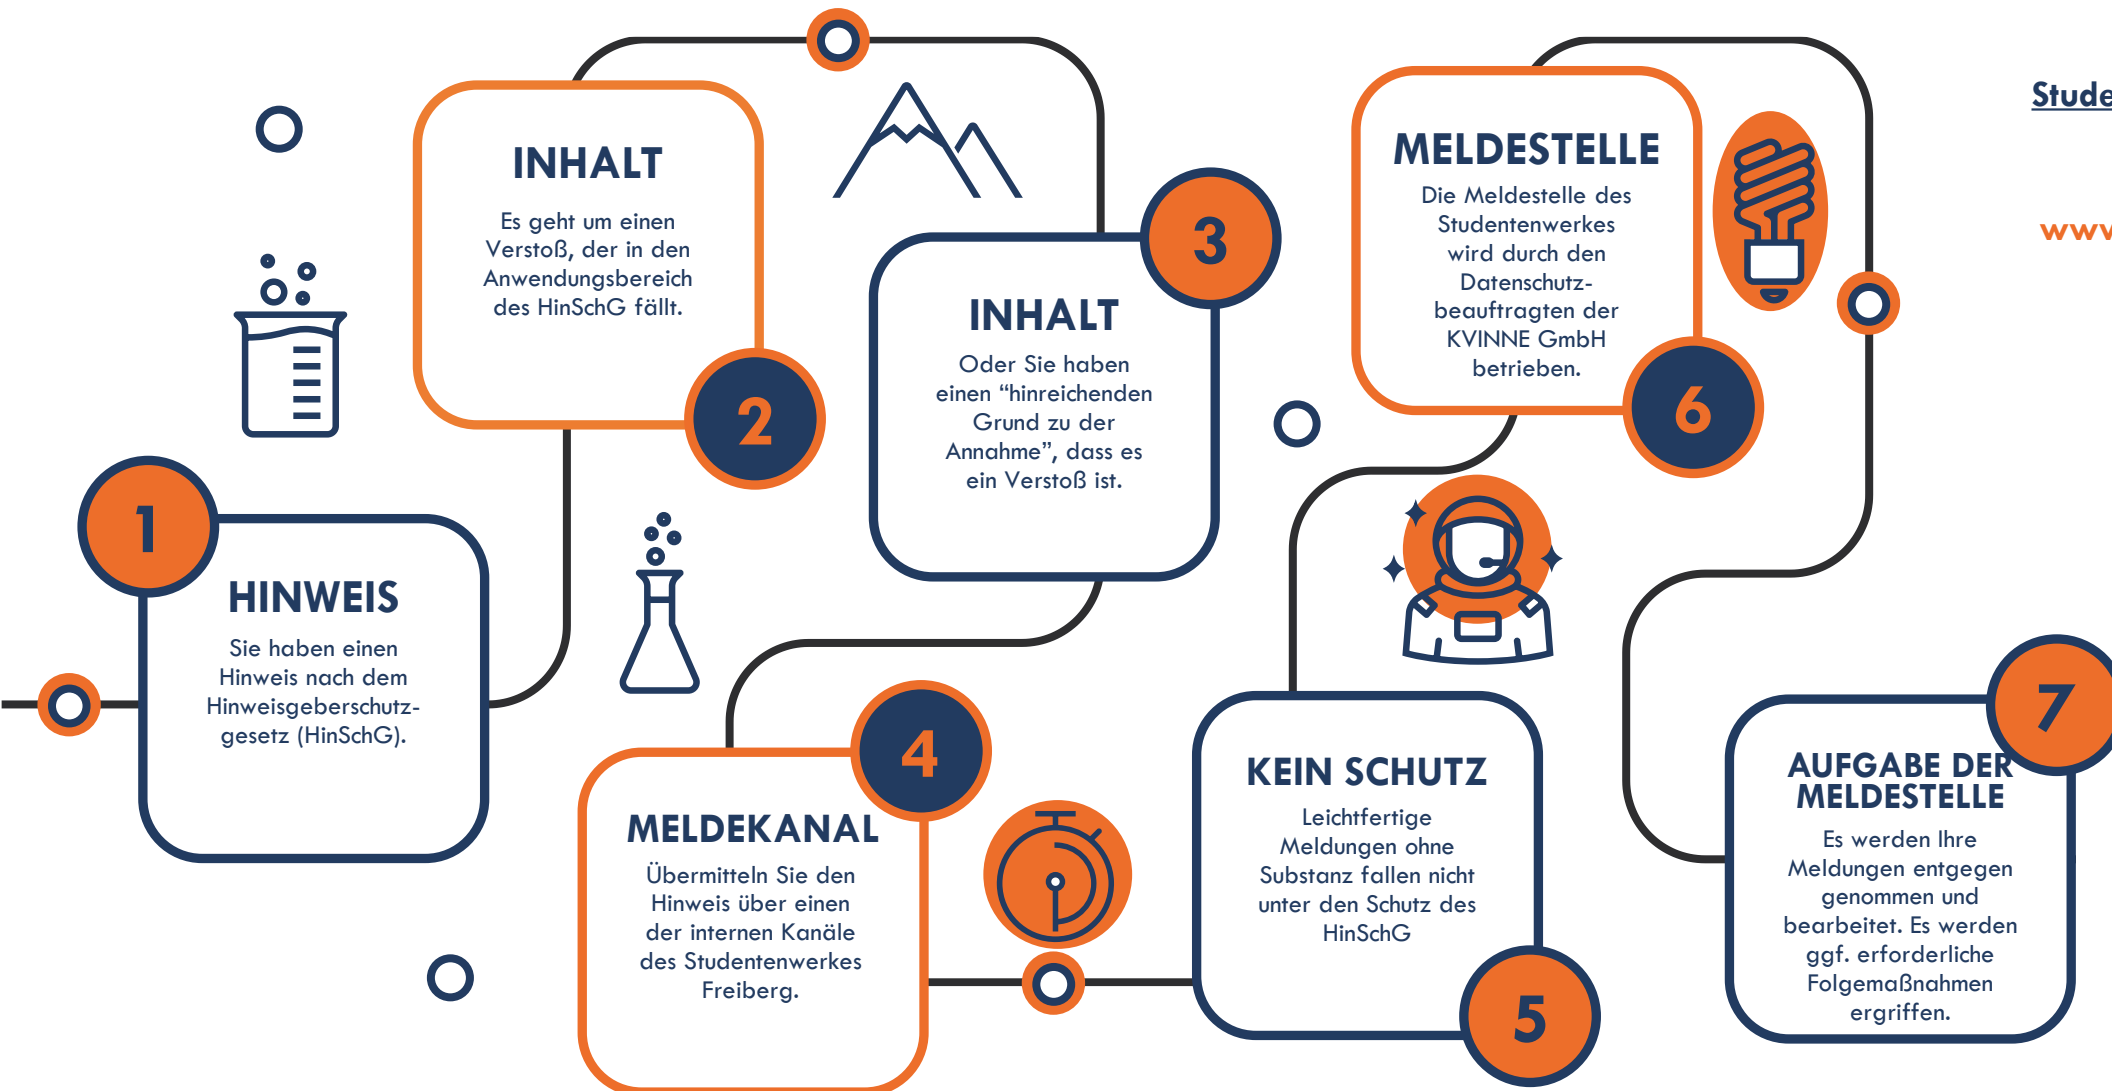 1
HINWEIS
Sie haben einen
Hinweis nach dem
Hinweisgeberschutz-
gesetz (HinSchG).
INHALT
Es geht um einen
Verstoß, der in den
Anwendungsbereich
des HinSchG fällt.
2
3
INHALT
Oder Sie haben
einen “hinreichenden
Grund zu der
Annahme”, dass es
ein Verstoß ist.
4
MELDEKANAL
Übermitteln Sie den
Hinweis über einen
der internen Kanäle
des Studentenwerkes
Freiberg.
KEIN SCHUTZ
Leichtfertige
Meldungen ohne
Substanz fallen nicht
unter den Schutz des
HinSchG
5
MELDESTELLE
Die Meldestelle des
Studentenwerkes
wird durch den
Datenschutz-
beauftragten der
KVINNE GmbH
betrieben.
6
7
AUFGABE DER
MELDESTELLE
Es werden Ihre
Meldungen entgegen
genommen und
bearbeitet. Es werden
ggf. erforderliche
Folgemaßnahmen
ergriffen.